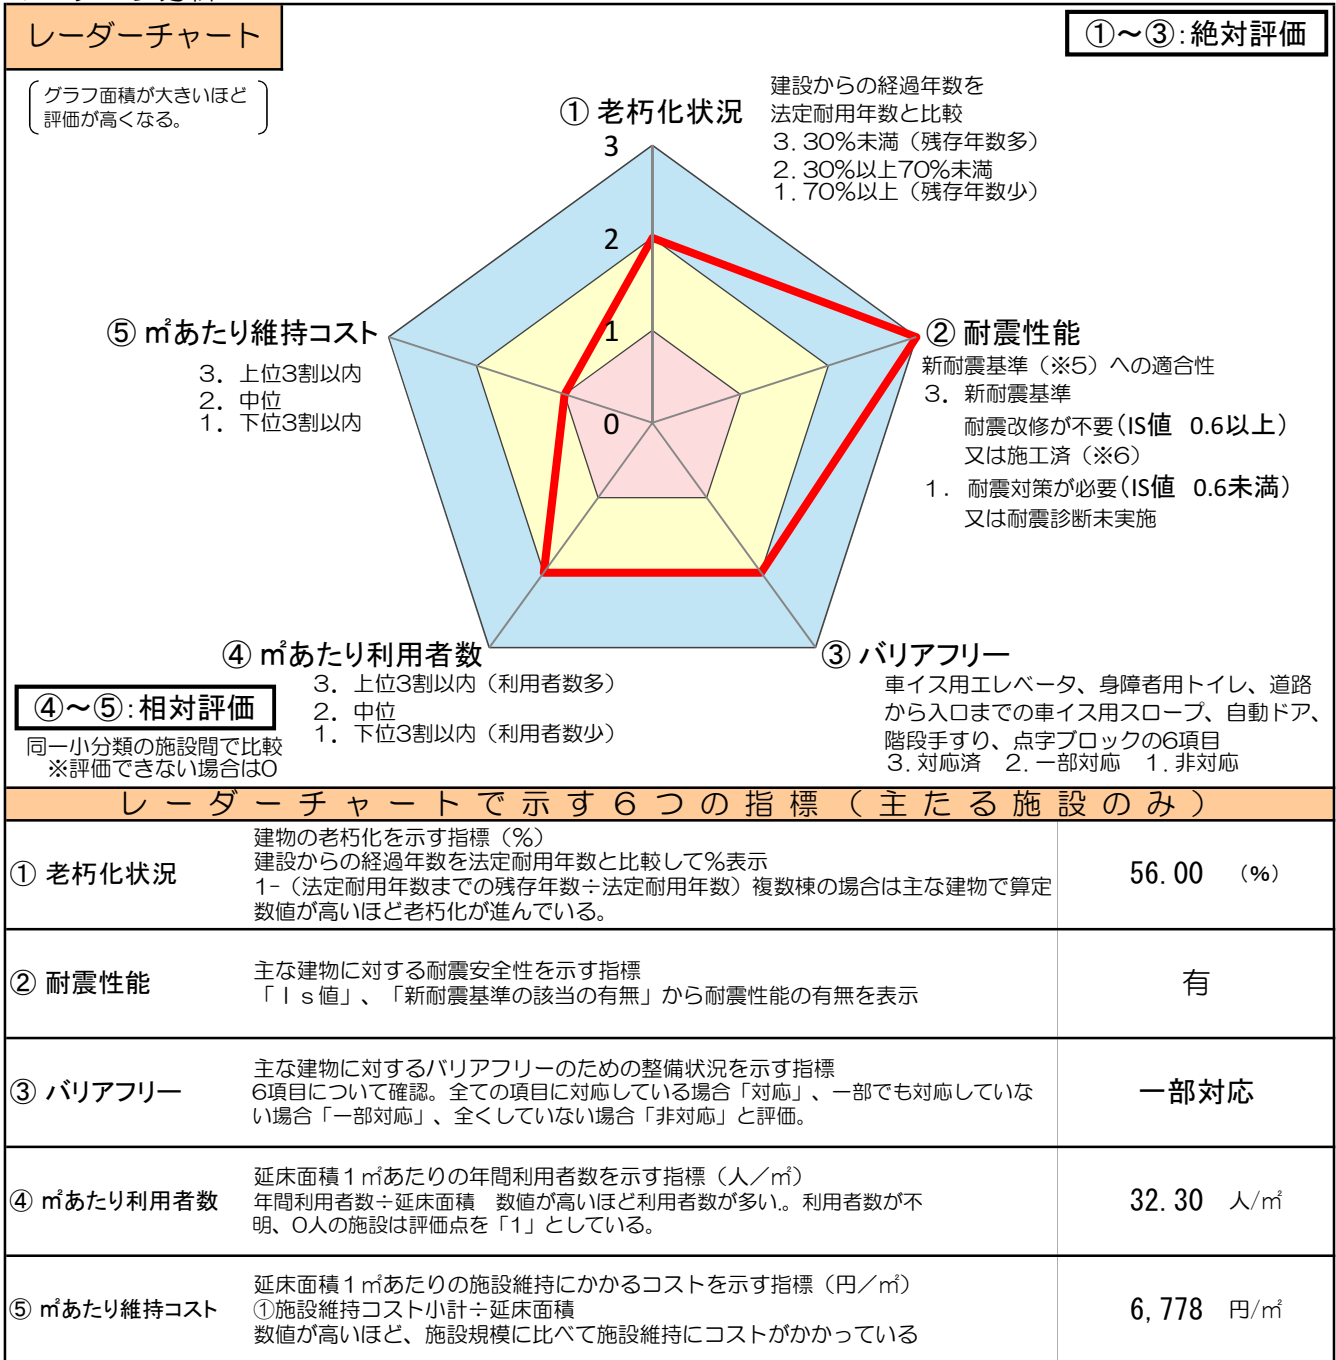 レーダーチャート
①～③：絶対評価
グラフ面積が大きいほど
評価が高くなる。
① 老朽化状況
建設からの経過年数を
法定耐用年数と比較
３．３０％未満（残存年数多）
２．３０％以上７０％未満
１．７０％以上（残存年数少）
3
2
1
0
② 耐震性能
新耐震基準（※５）への適合性
３．新耐震基準
耐震改修が不要（IS値 0.6以上）
又は施工済（※６）
１．耐震対策が必要（IS値 0.6未満）
又は耐震診断未実施
⑤ ㎡あたり維持コスト
３．上位３割以内
２．中位
１．下位３割以内
④ ㎡あたり利用者数
３．上位３割以内（利用者数多）
２．中位
１．下位３割以内（利用者数少）
③ バリアフリー
車イス用エレベータ、身障者用トイレ、道路
から入口までの車イス用スロープ、自動ドア、
階段手すり、点字ブロックの６項目
３．対応済 ２．一部対応 １．非対応
④～⑤：相対評価
同一小分類の施設間で比較
※評価できない場合は０
レーダーチャートで示す６つの指標（主たる施設のみ）
① 老朽化状況
建物の老朽化を示す指標（％）
建設からの経過年数を法定耐用年数と比較して％表示
１-（法定耐用年数までの残存年数÷法定耐用年数）複数棟の場合は主な建物で算定
数値が高いほど老朽化が進んでいる。
56.00 （%）
② 耐震性能
主な建物に対する耐震安全性を示す指標
「Ｉｓ値」、「新耐震基準の該当の有無」から耐震性能の有無を表示
有
③ バリアフリー
主な建物に対するバリアフリーのための整備状況を示す指標
６項目について確認。全ての項目に対応している場合「対応」、一部でも対応していな
い場合「一部対応」、全くしていない場合「非対応」と評価。
一部対応
④ ㎡あたり利用者数
延床面積１㎡あたりの年間利用者数を示す指標（人／㎡）
年間利用者数÷延床面積 数値が高いほど利用者数が多い。利用者数が不
明、０人の施設は評価点を「１」としている。
32.30 人/㎡
⑤ ㎡あたり維持コスト
延床面積１㎡あたりの施設維持にかかるコストを示す指標（円／㎡）
①施設維持コスト小計÷延床面積
数値が高いほど、施設規模に比べて施設維持にコストがかかっている
6,778 円/㎡